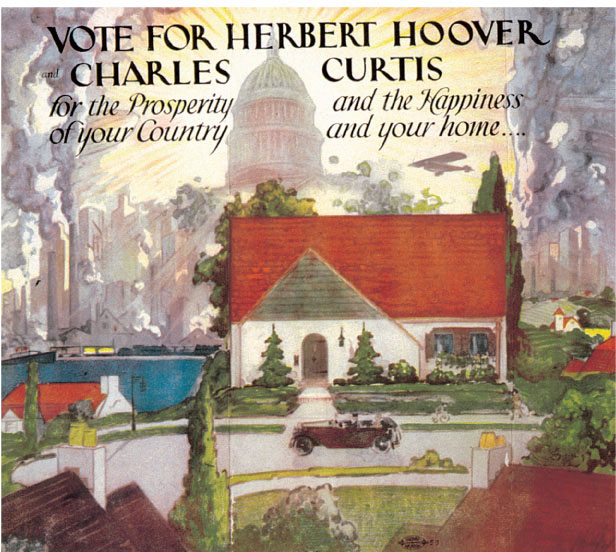 VOTE FOR HERBERT HOOVER
and CHARLES CURTIS
for the Prosperity and the Happiness
of your Country and your home....